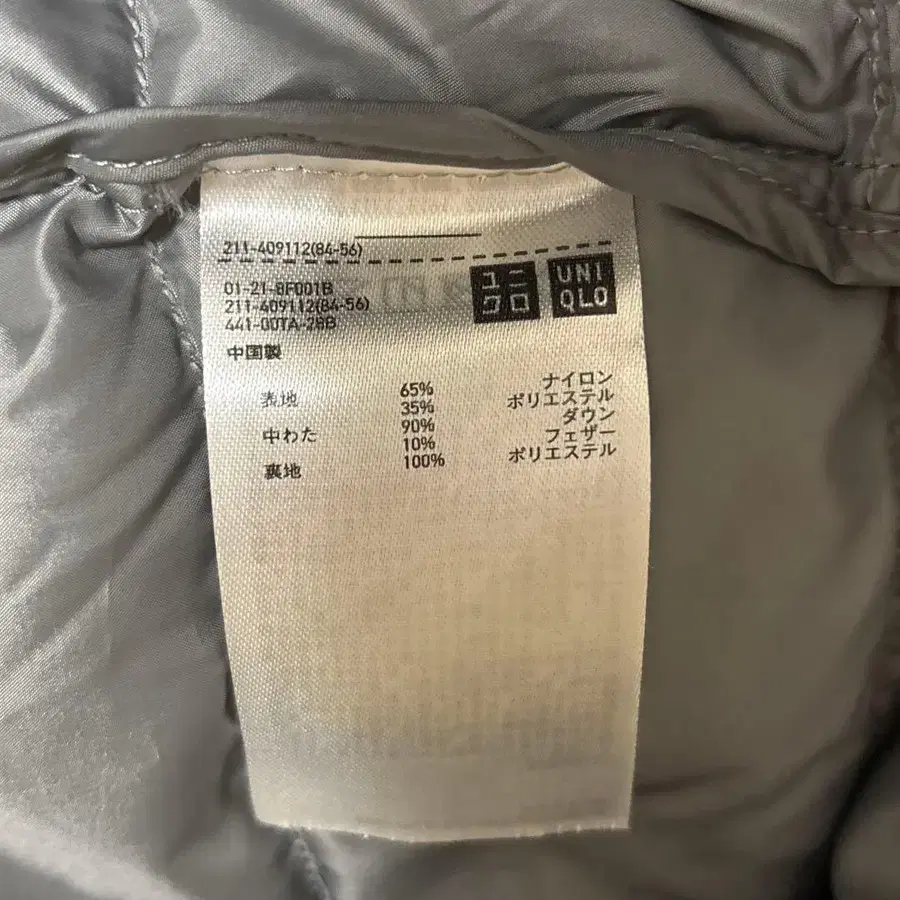 211-409112(84-56)
01-21-8F001B
211-409112(84-56)
441-00TA-28B
ユニクロ
UNIQLO
中国製
表地 65% ナイロン
35% ポリエステル
中わた 90% ダウン
10% フェザー
裏地 100% ポリエステル